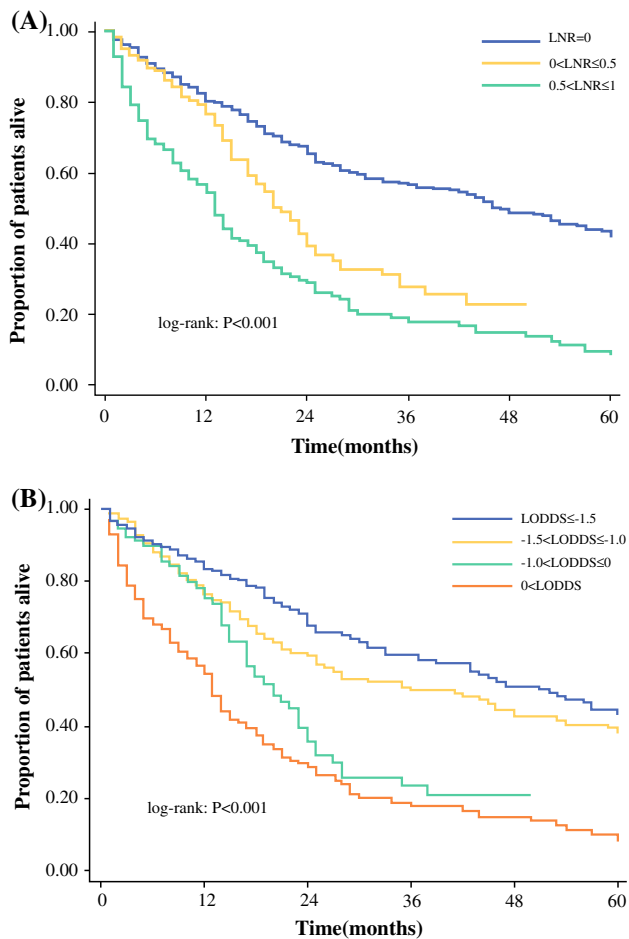 (A)
1.00
0.80
0.60
0.40
0.20
0.00
Proportion of patients alive
LNR=0
0<LNR≤0.5
0.5<LNR≤1
log-rank: P<0.001
0 12 24 36 48 60
Time(months)
(B)
1.00
0.80
0.60
0.40
0.20
0.00
Proportion of patients alive
LODDS≤-1.5
-1.5<LODDS≤-1.0
-1.0<LODDS≤0
0<LODDS
log-rank: P<0.001
0 12 24 36 48 60
Time(months)